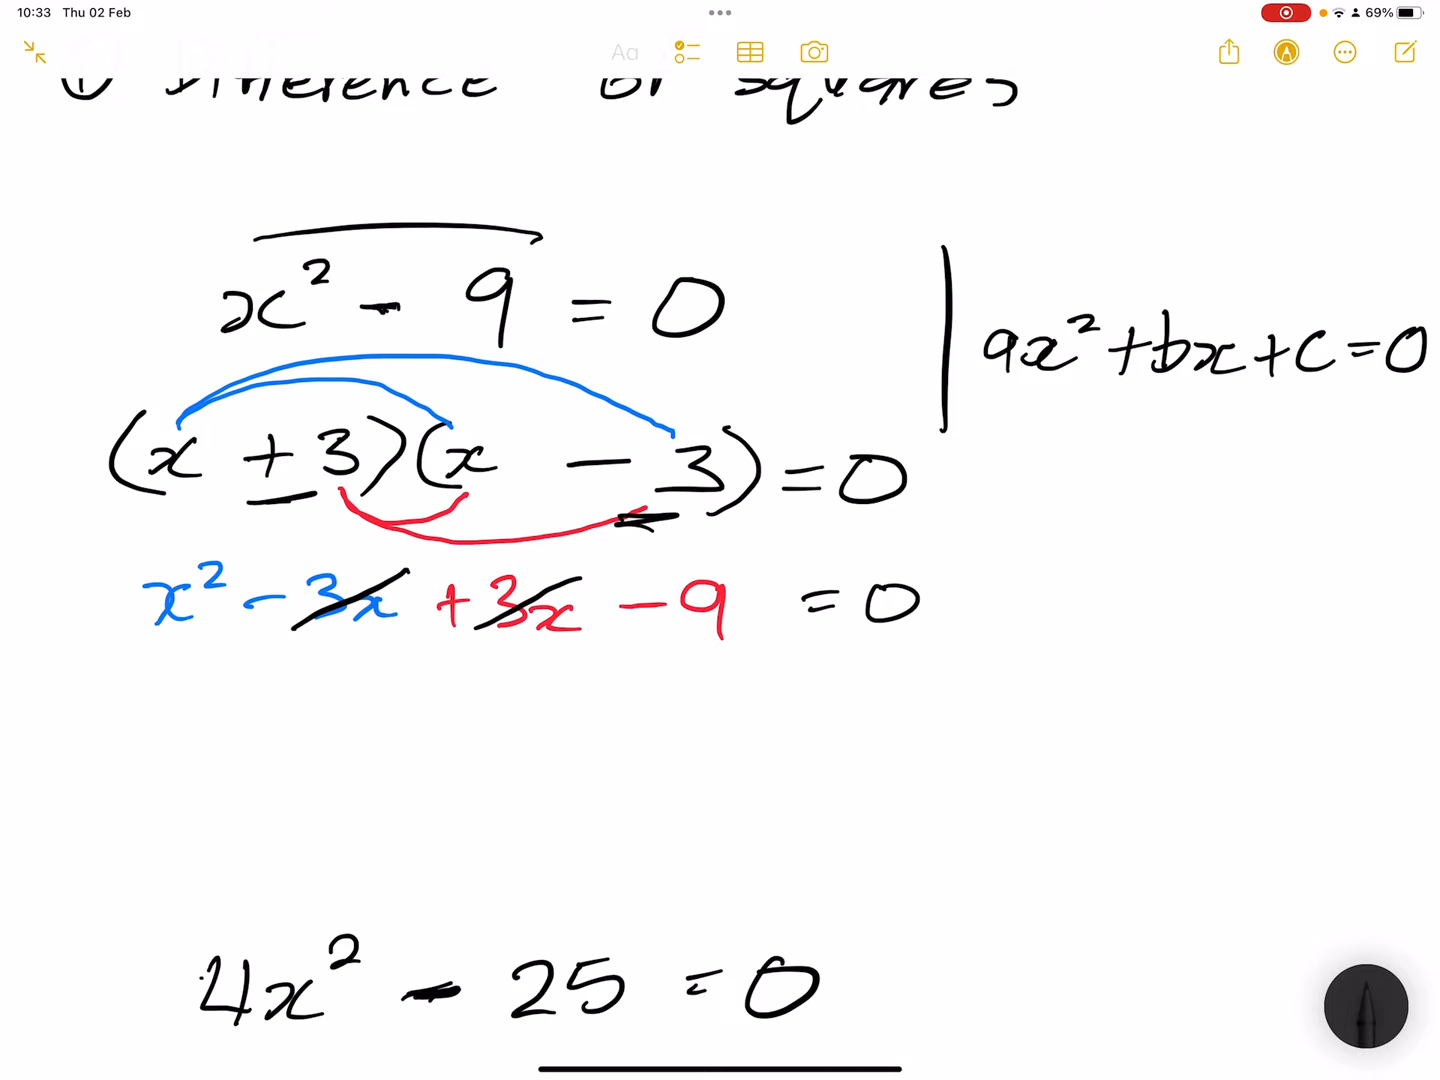 10:33 Thu 02 Feb
69%
Aa
① Difference of squares
x² - 9 = 0
ax² + bx + c = 0
(x + 3)(x - 3) = 0
x² - 3x + 3x - 9 = 0
4x² - 25 = 0